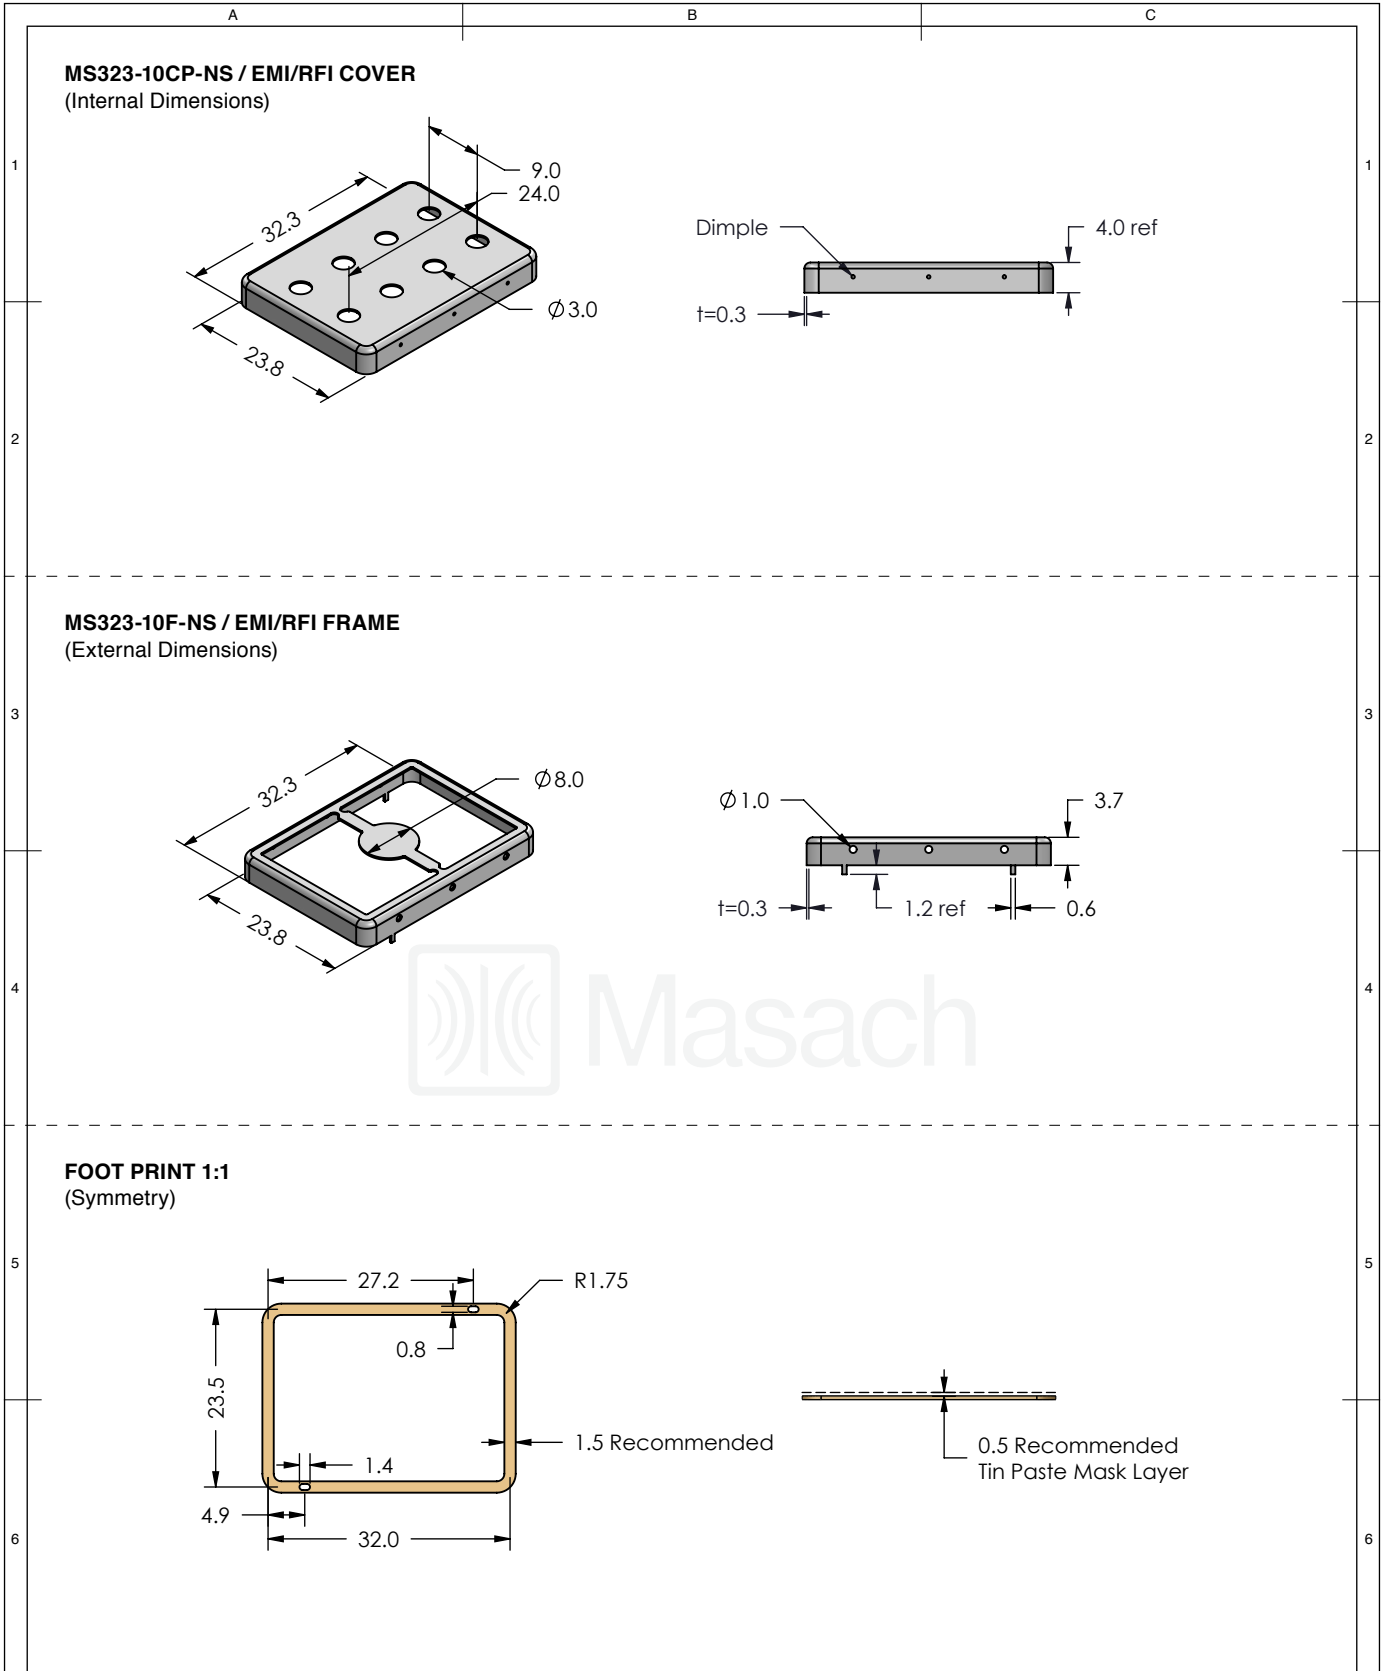 A B C
MS323-10CP-NS / EMI/RFI COVER
(Internal Dimensions)
1 1
9.0
24.0
32.3
Dimple
4.0 ref
Ø3.0
t=0.3
23.8
2 2
MS323-10F-NS / EMI/RFI FRAME
(External Dimensions)
3 3
32.3
Ø8.0
Ø1.0
3.7
t=0.3
1.2 ref
0.6
23.8
Masach
4 4
FOOT PRINT 1:1
(Symmetry)
5 5
27.2
R1.75
0.8
23.5
1.5 Recommended
0.5 Recommended
Tin Paste Mask Layer
1.4
4.9
32.0
6 6